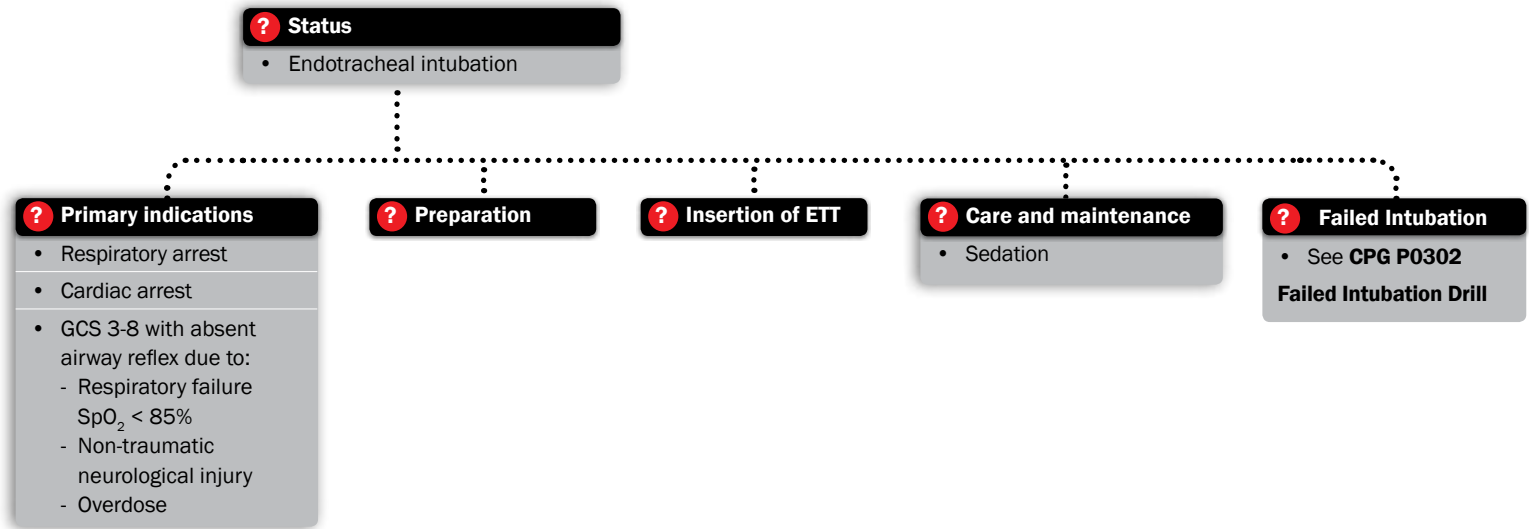 ? Status
• Endotracheal intubation
? Primary indications
• Respiratory arrest
• Cardiac arrest
• GCS 3-8 with absent
airway reflex due to:
- Respiratory failure
SpO₂ < 85%
- Non-traumatic
neurological injury
- Overdose
? Preparation
? Insertion of ETT
? Care and maintenance
• Sedation
? Failed Intubation
• See CPG P0302
Failed Intubation Drill